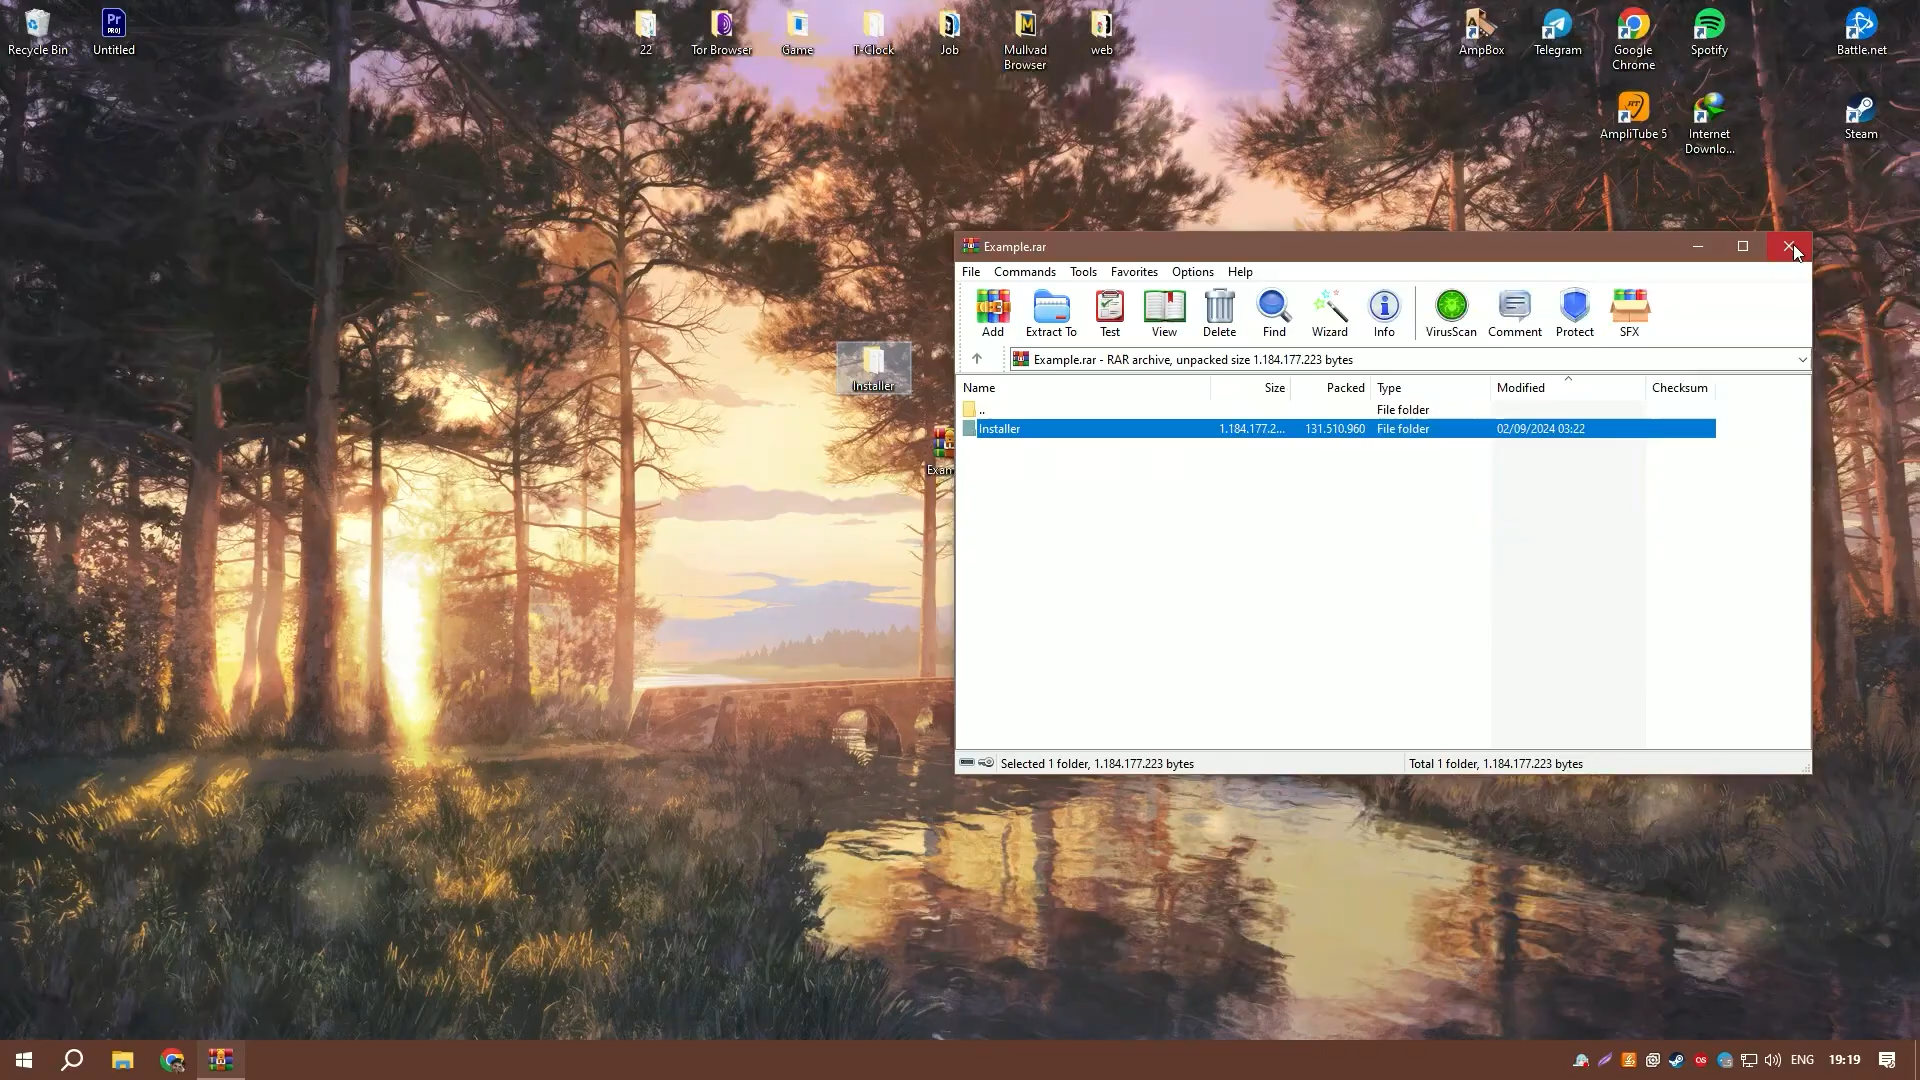 Recycle Bin
Untitled
22
Tor Browser
Game
T-Clock
Job
Mullvad
Browser
web
AmpBox
Telegram
Google
Chrome
Spotify
Battle.net
AmpliTube 5
Internet
Downlo...
Steam
Installer
Exam
Example.rar
File Commands Tools Favorites Options Help
Add Extract To Test View Delete Find Wizard Info VirusScan Comment Protect SFX
Example.rar - RAR archive, unpacked size 1.184.177.223 bytes
Name Size Packed Type Modified Checksum
.. File folder
Installer 1.184.177.2... 131.510.960 File folder 02/09/2024 03:22
Selected 1 folder, 1.184.177.223 bytes Total 1 folder, 1.184.177.223 bytes
ENG 19:19